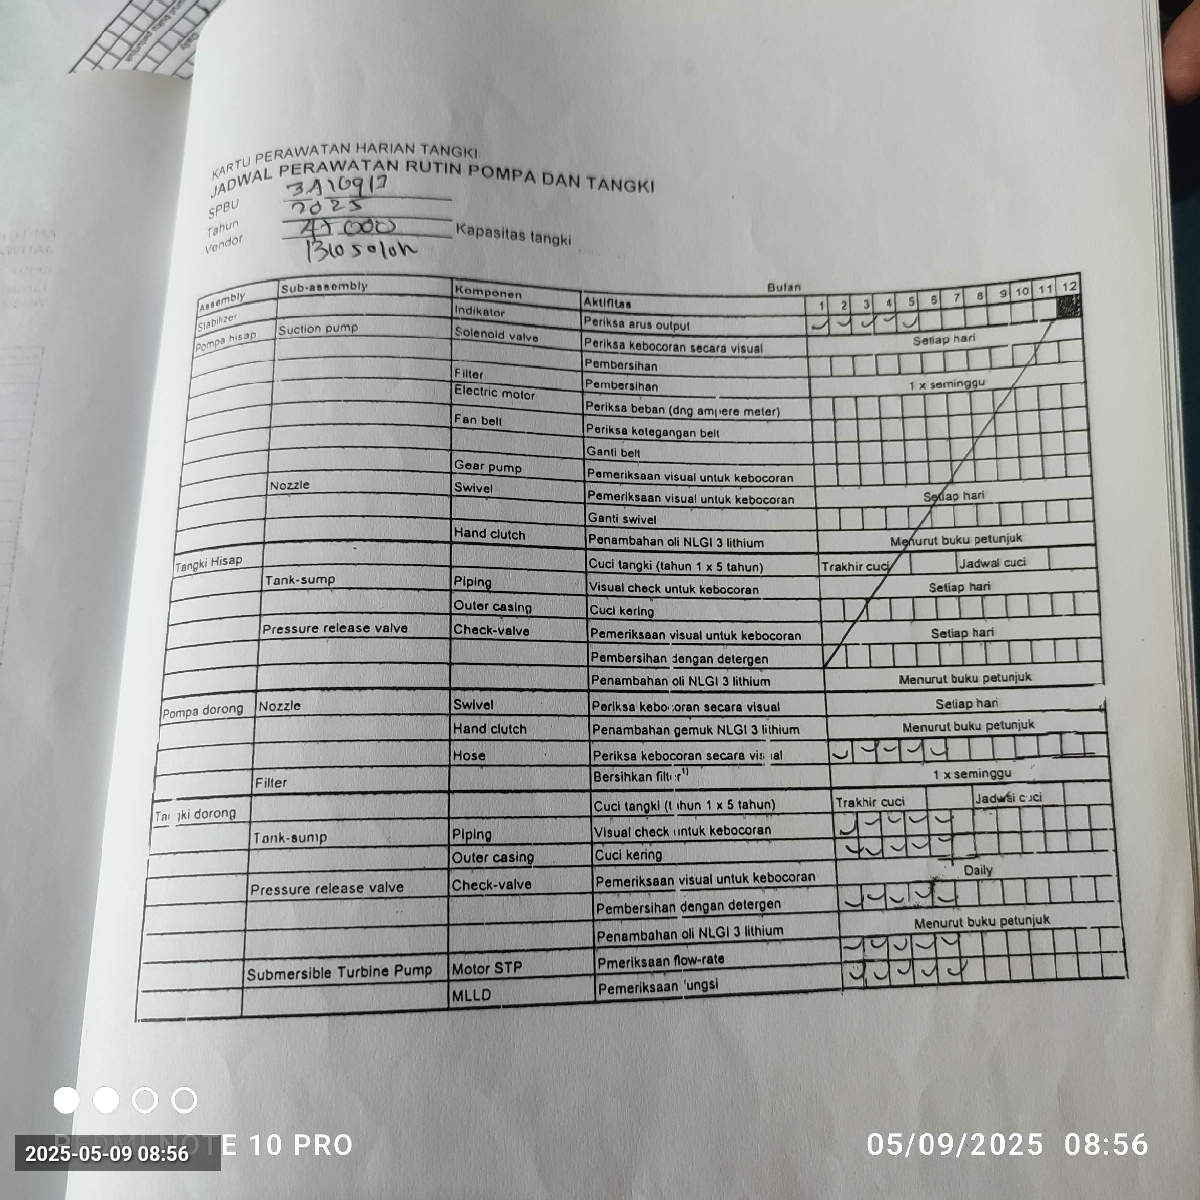 KARTU PERAWATAN HARIAN TANGKI
JADWAL PERAWATAN RUTIN POMPA DAN TANGKI
SPBU 3A10917
Tahun 2025
Vendor 47000 Kapasitas tangki
Biosolar
Assembly Sub-assembly Komponen Aktifitas Bulan
1 2 3 4 5 6 7 8 9 10 11 12
Stabilizer Indikator Periksa arus output
Pompa hisap Suction pump Solenoid valve Periksa kebocoran secara visual Setiap hari
Pembersihan
Filter Pembersihan 1 x seminggu
Electric motor Periksa beban (dng ampere meter)
Fan belt Periksa kotegangan belt
Ganti belt
Gear pump Pemeriksaan visual untuk kebocoran
Nozzle Swivel Pemeriksaan visual untuk kebocoran Setiap hari
Ganti swivel
Hand clutch Penambahan oli NLGI 3 lithium Menurut buku petunjuk
Tangki Hisap Cuci tangki (tahun 1 x 5 tahun) Trakhir cuci Jadwal cuci
Tank-sump Piping Visual check untuk kebocoran Setiap hari
Outer casing Cuci kering
Pressure release valve Check-valve Pemeriksaan visual untuk kebocoran Setiap hari
Pembersihan dengan detergen
Penambahan oli NLGI 3 lithium Menurut buku petunjuk
Pompa dorong Nozzle Swivel Periksa kebocoran secara visual Setiap hari
Hand clutch Penambahan gemuk NLGI 3 lithium Menurut buku petunjuk
Hose Periksa kebocoran secara visual
Filter Bersihkan filter 1) 1 x seminggu
Tangki dorong Cuci tangki (tahun 1 x 5 tahun) Trakhir cuci Jadwal cuci
Tank-sump Piping Visual check untuk kebocoran
Outer casing Cuci kering
Pressure release valve Check-valve Pemeriksaan visual untuk kebocoran Daily
Pembersihan dengan detergen
Penambahan oli NLGI 3 lithium Menurut buku petunjuk
Submersible Turbine Pump Motor STP Pmeriksaan flow-rate
MLLD Pemeriksaan fungsi
REDMI NOTE 10 PRO
2025-05-09 08:56
05/09/2025 08:56